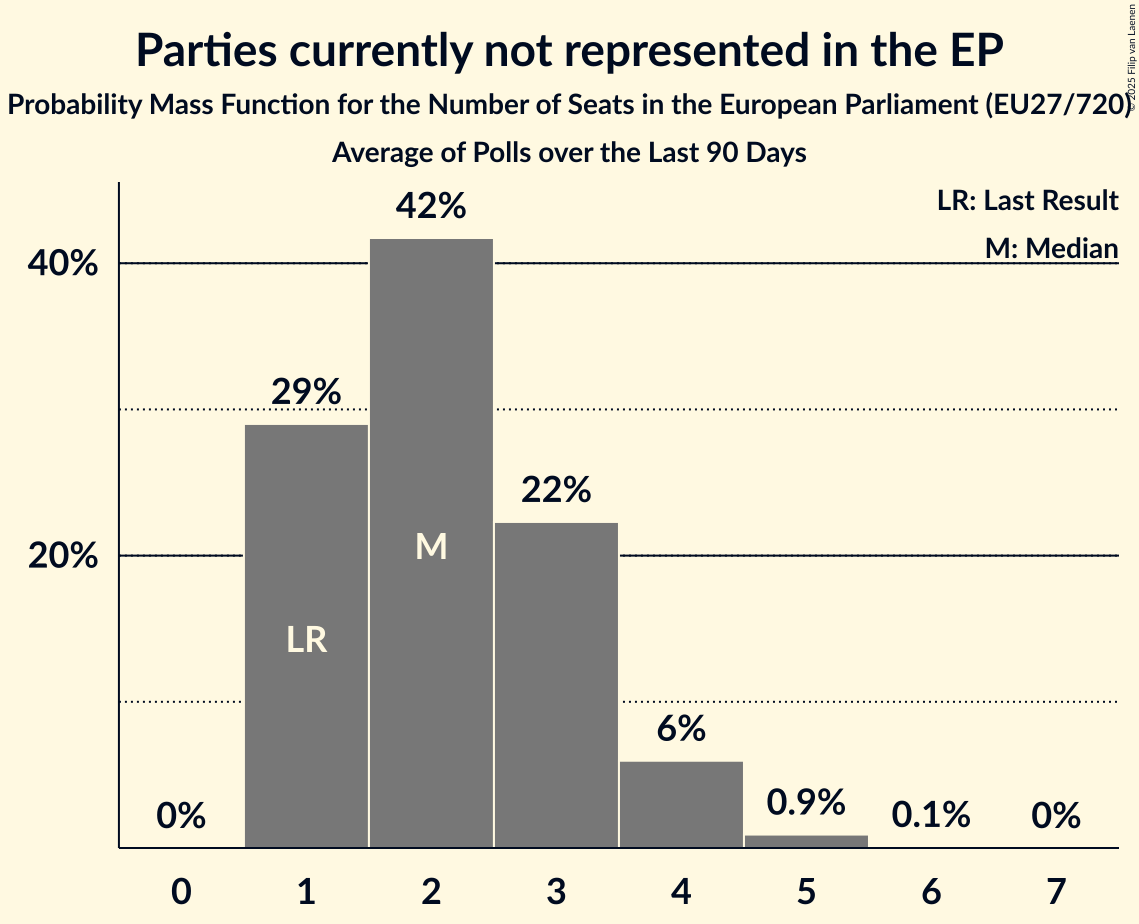 Parties currently not represented in the EP
Probability Mass Function for the Number of Seats in the European Parliament (EU27/720)
Average of Polls over the Last 90 Days
© 2025 Filip van Laenen
LR: Last Result
M: Median
40%
20%
0%
29%
42%
22%
6%
0.9%
0.1%
0%
LR
M
0 1 2 3 4 5 6 7